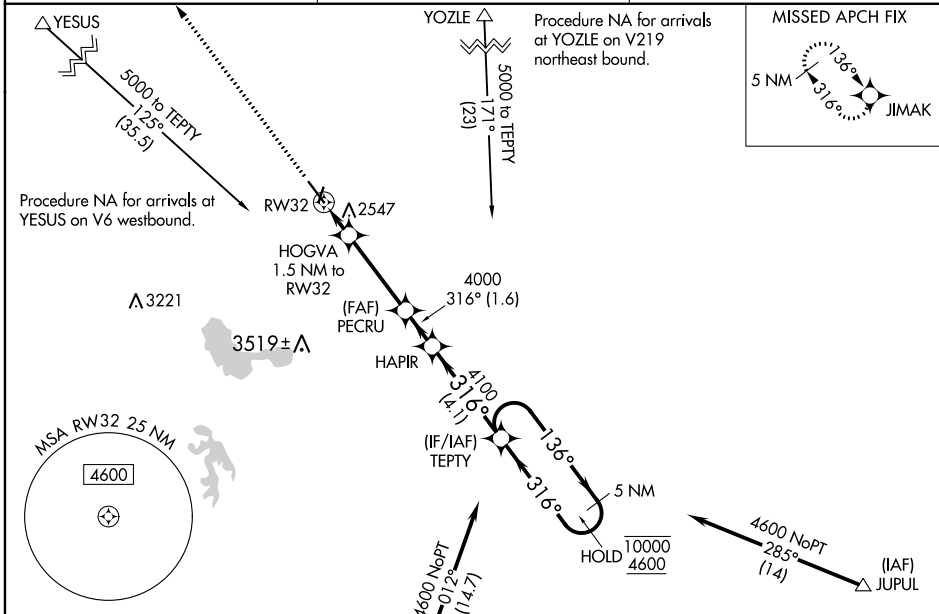 YESUS
5000 to TEPTY
125°
(35.5)
Procedure NA for arrivals at
YESUS on V6 westbound.
YOZLE
5000 to TEPTY
171°
(23)
Procedure NA for arrivals
at YOZLE on V219
northeast bound.
MISSED APCH FIX
5 NM
136°
316°
JIMAK
RW32
2547
HOGVA
1.5 NM to
RW32
4000
316° (1.6)
(FAF)
PECRU
3221
3519±
HAPIR
4100
316°
(4.1)
(IF/IAF)
TEPTY
136°
316°
5 NM
HOLD
10000
4600
MSA RW32 25 NM
4600
4600 NoPT
012°
(14.7)
4600 NoPT
285°
(14)
(IAF)
JUPUL